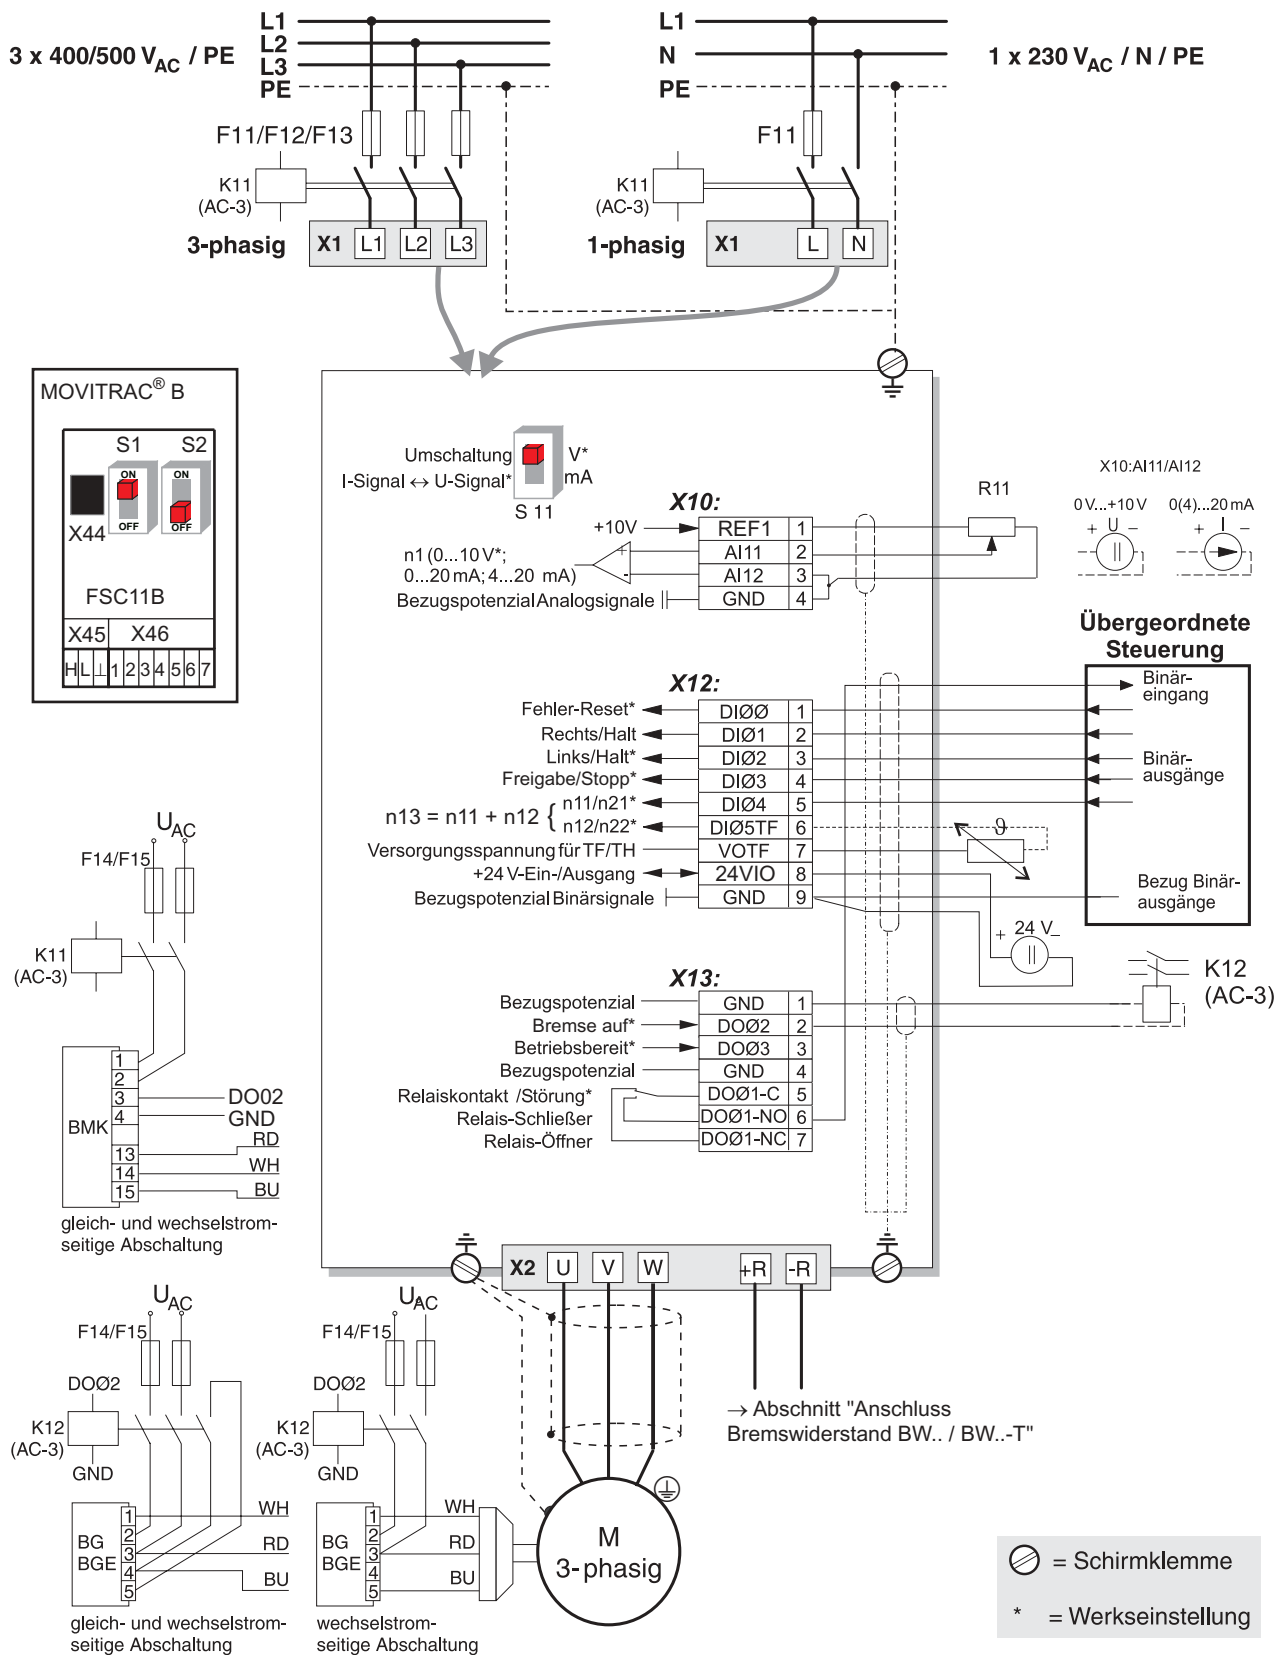 L1
L2
L3
PE
3 x 400/500 VAC / PE
F11/F12/F13
K11
(AC-3)
3-phasig
X1 L1 L2 L3
L1
N
PE
1 x 230 VAC / N / PE
F11
K11
(AC-3)
1-phasig
X1 L N
MOVITRAC® B
S1 S2
ON ON
OFF OFF
X44
FSC11B
X45 X46
H L ⊥ 1 2 3 4 5 6 7
Umschaltung
I-Signal ↔ U-Signal*
V*
mA
S 11
X10:
+10V REF1 1
n1 (0...10 V*;
0...20 mA; 4...20 mA)
+
-
AI11 2
AI12 3
Bezugspotenzial Analogsignale GND 4
R11
X10:AI11/AI12
0 V...+10 V 0(4)...20 mA
+ U - + I -
Übergeordnete
Steuerung
Binär-
eingang
Binär-
ausgänge
Bezug Binär-
ausgänge
X12:
Fehler-Reset* DIØØ 1
Rechts/Halt DIØ1 2
Links/Halt* DIØ2 3
Freigabe/Stopp* DIØ3 4
n13 = n11 + n12 {
n11/n21* DIØ4 5
n12/n22* DIØ5TF 6
Versorgungsspannung für TF/TH VOTF 7
+24 V-Ein-/Ausgang 24VIO 8
Bezugspotenzial Binärsignale GND 9
ϑ
+ 24 V -
K12
(AC-3)
X13:
Bezugspotenzial GND 1
Bremse auf* DOØ2 2
Betriebsbereit* DOØ3 3
Bezugspotenzial GND 4
Relaiskontakt /Störung* DOØ1-C 5
Relais-Schließer DOØ1-NO 6
Relais-Öffner DOØ1-NC 7
UAC
F14/F15
K11
(AC-3)
BMK
1
2
3 DO02
4 GND
13 RD
14 WH
15 BU
gleich- und wechselstrom-
seitige Abschaltung
X2 U V W +R -R
→ Abschnitt "Anschluss
Bremswiderstand BW.. / BW..-T"
UAC
F14/F15
DOØ2
K12
(AC-3)
GND
BG
BGE
1
2
3
4
5
WH
RD
BU
gleich- und wechselstrom-
seitige Abschaltung
UAC
F14/F15
DOØ2
K12
(AC-3)
GND
BG
BGE
1
2
3
4
5
WH
RD
BU
wechselstrom-
seitige Abschaltung
M
3-phasig
= Schirmklemme
* = Werkseinstellung